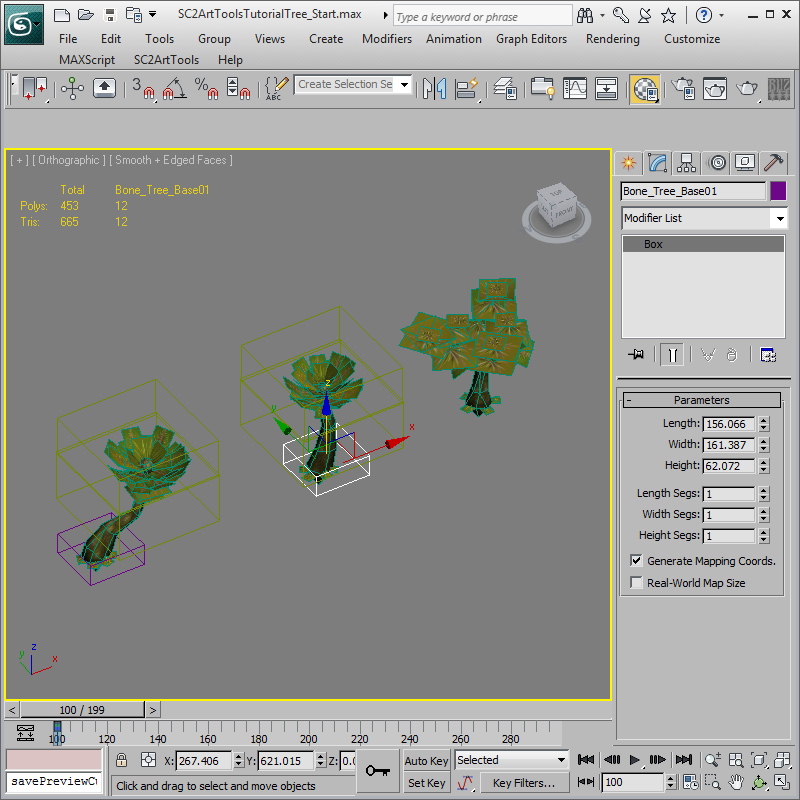 SC2ArtToolsTutorialTree_Start.max
Type a keyword or phrase
File Edit Tools Group Views Create Modifiers Animation Graph Editors Rendering Customize
MAXScript SC2ArtTools Help
3 % ABC Create Selection Se
[ + ] [ Orthographic ] [ Smooth + Edged Faces ]
Total Bone_Tree_Base01
Polys: 453 12
Tris: 665 12
TOP
FRONT
z
y
x
z
y
x
Bone_Tree_Base01
Modifier List
Box
- Parameters
Length: 156.066
Width: 161.387
Height: 62.072
Length Segs: 1
Width Segs: 1
Height Segs: 1
Generate Mapping Coords.
Real-World Map Size
< 100 / 199 >
100 120 140 160 180 200 220 240 260 280
X: 267.406 Y: 621.015 Z: 0.0
Auto Key Selected
savePreviewCu
Click and drag to select and move objects
Set Key Key Filters... 100